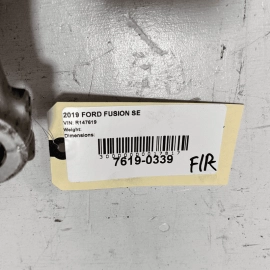 2019 FORD FUSION SE
VIN: R147619
Weight:
Dimensions:
7619-0339
F/R